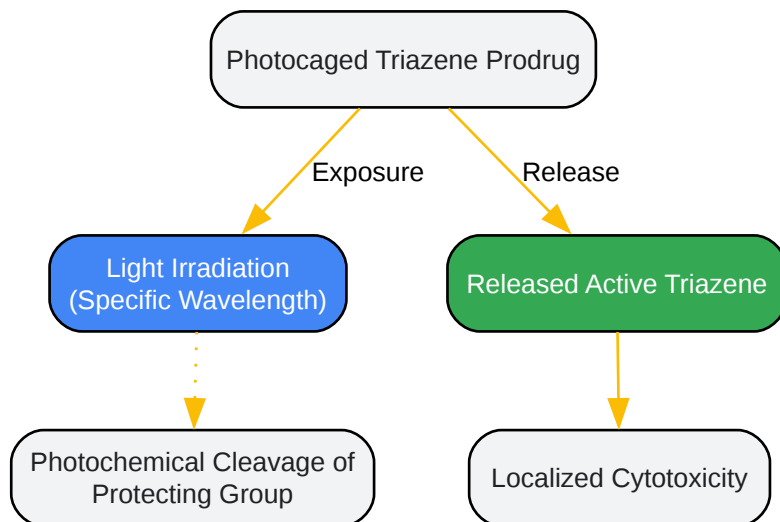 Photocaged Triazene Prodrug
Exposure
Release
Light Irradiation
(Specific Wavelength)
Released Active Triazene
Photochemical Cleavage of
Protecting Group
Localized Cytotoxicity